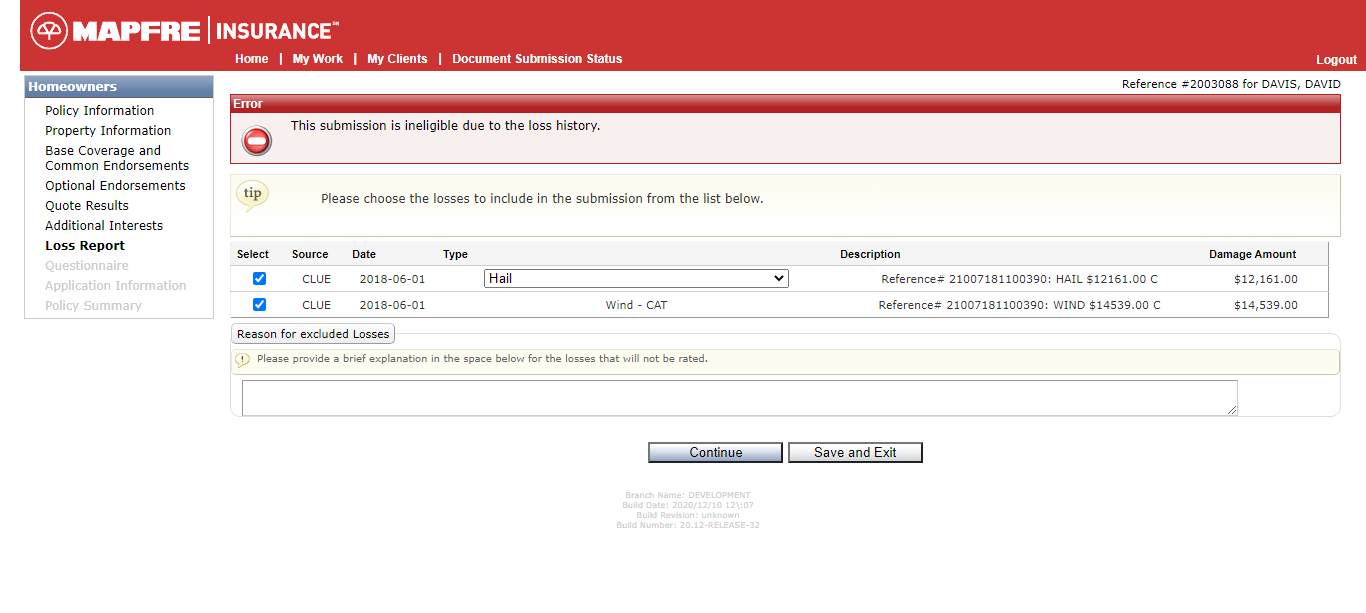 MAPFRE | INSURANCE℠
Home | My Work | My Clients | Document Submission Status
Logout
Homeowners
Policy Information
Property Information
Base Coverage and
Common Endorsements
Optional Endorsements
Quote Results
Additional Interests
Loss Report
Questionnaire
Application Information
Policy Summary
Reference #2003088 for DAVIS, DAVID
Error
This submission is ineligible due to the loss history.
tip
Please choose the losses to include in the submission from the list below.
Select Source Date Type Description Damage Amount
CLUE 2018-06-01 Hail Reference# 21007181100390: HAIL $12161.00 C $12,161.00
CLUE 2018-06-01 Wind - CAT Reference# 21007181100390: WIND $14539.00 C $14,539.00
Reason for excluded Losses
! Please provide a brief explanation in the space below for the losses that will not be rated.
Continue Save and Exit
Branch Name: DEVELOPMENT
Build Date: 2020/12/10 12\:07
Build Revision: unknown
Build Number: 20.12-RELEASE-32